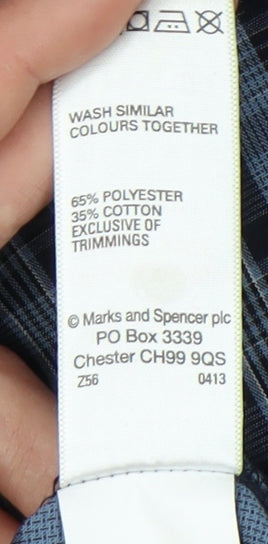 WASH SIMILAR
COLOURS TOGETHER
65% POLYESTER
35% COTTON
EXCLUSIVE OF
TRIMMINGS
© Marks and Spencer plc
PO Box 3339
Chester CH99 9QS
Z56 0413